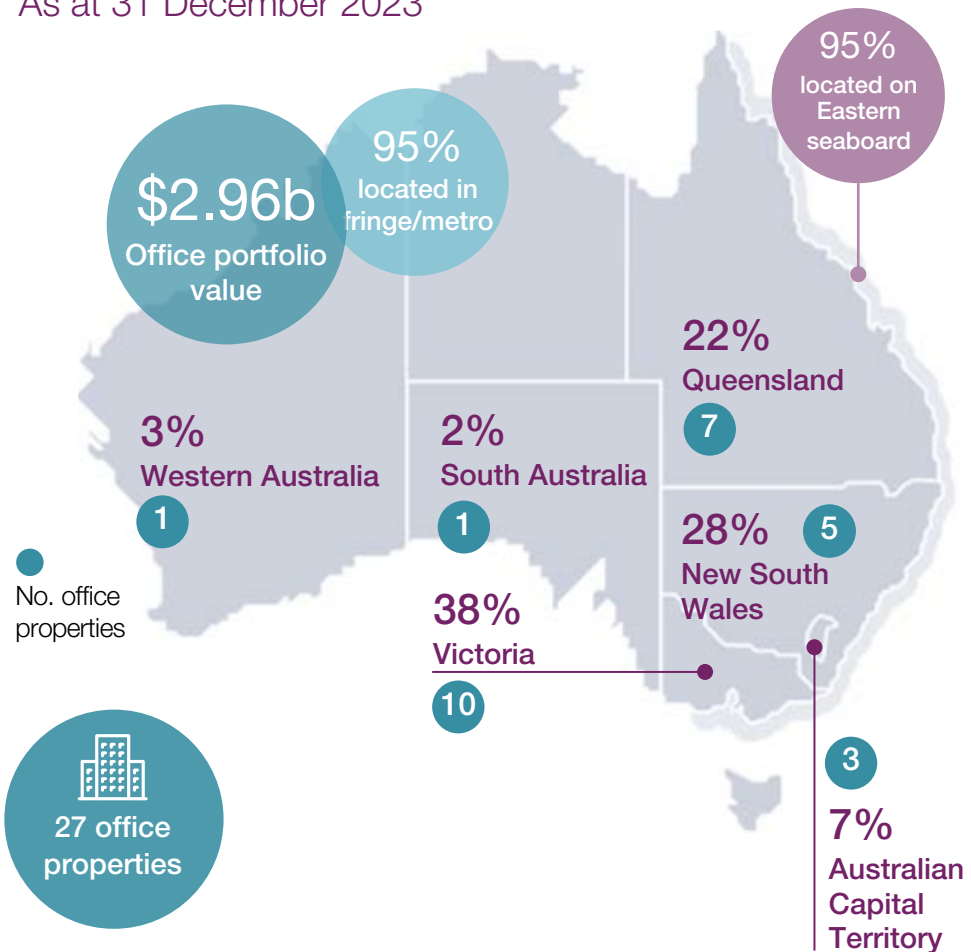 As at 31 December 2023
95%
located on
Eastern
seaboard
$2.96b
Office portfolio
value
95%
located in
fringe/metro
22%
Queensland
7
3%
Western Australia
1
2%
South Australia
1
28%
New South
Wales
5
No. office
properties
38%
Victoria
10
27 office
properties
3
7%
Australian
Capital
Territory